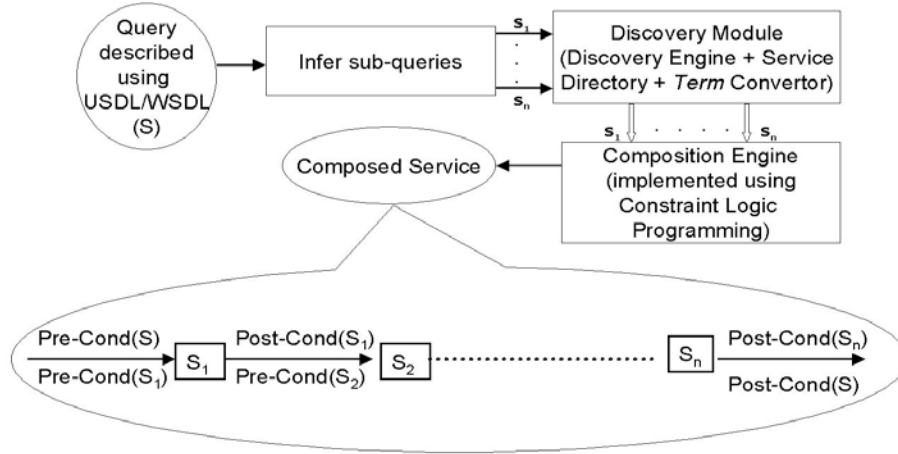 Query
described
using
USDL/WSDL
(S)
Infer sub-queries
s1
. . .
sn
Discovery Module
(Discovery Engine + Service
Directory + Term Convertor)
s1 . . . . sn
Composition Engine
(implemented using
Constraint Logic
Programming)
Composed Service
Pre-Cond(S)
Pre-Cond(S1)
S1
Post-Cond(S1)
Pre-Cond(S2)
S2
Sn
Post-Cond(Sn)
Post-Cond(S)